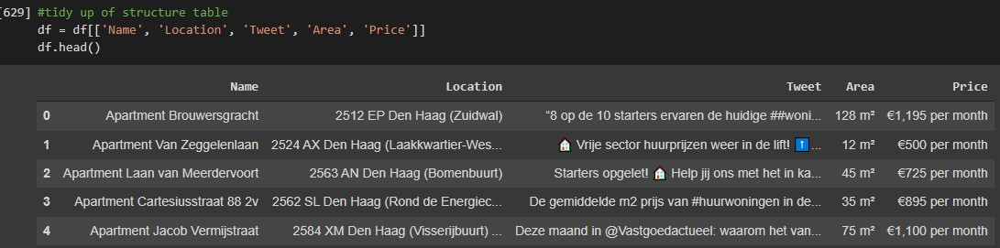 [629] #tidy up of structure table
df = df[['Name', 'Location', 'Tweet', 'Area', 'Price']]
df.head()
Name Location Tweet Area Price
0 Apartment Brouwersgracht 2512 EP Den Haag (Zuidwal) “8 op de 10 starters ervaren de huidige ##woni... 128 m² €1,195 per month
1 Apartment Van Zeggelenlaan 2524 AX Den Haag (Laakkwartier-Wes... 🏠 Vrije sector huurprijzen weer in de lift! ⬆️... 12 m² €500 per month
2 Apartment Laan van Meerdervoort 2563 AN Den Haag (Bomenbuurt) Starters opgelet! 🏠 Help jij ons met het in ka... 45 m² €725 per month
3 Apartment Cartesiusstraat 88 2v 2562 SL Den Haag (Rond de Energiec... De gemiddelde m2 prijs van #huurwoningen in de... 35 m² €895 per month
4 Apartment Jacob Vermijstraat 2584 XM Den Haag (Visserijbuurt) ... Deze maand in @Vastgoedactueel: waarom het van... 75 m² €1,100 per month